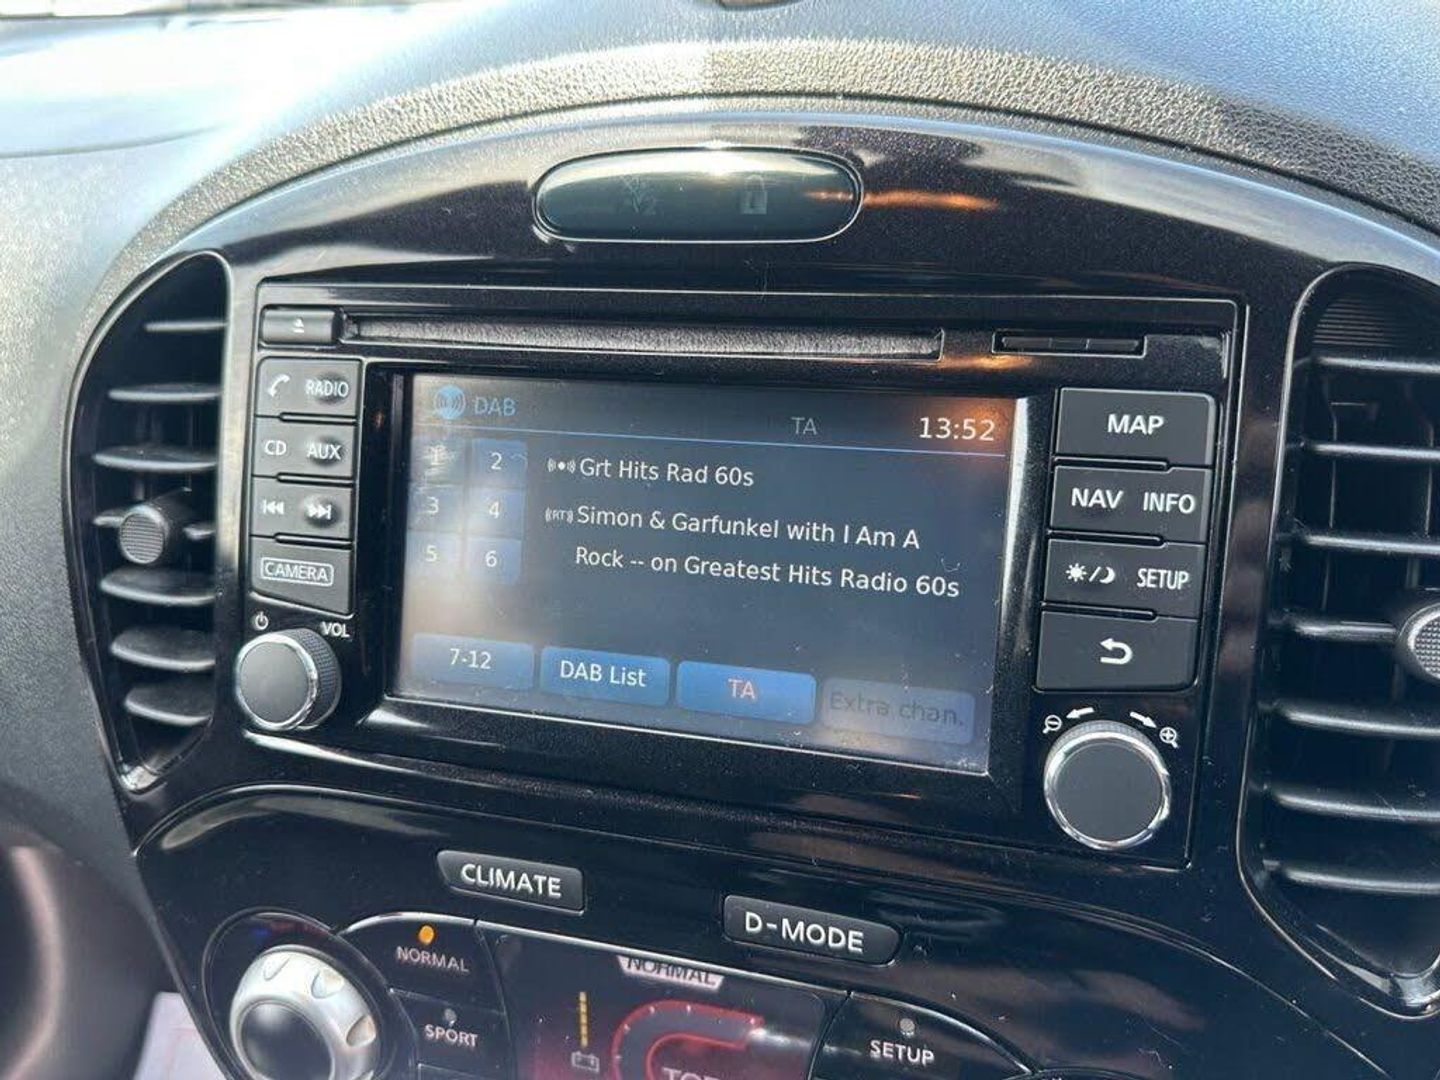 RADIO
CD AUX
CAMERA
VOL
DAB TA 13:52
1 2
3 4
5 6
Grt Hits Rad 60s
(RT) Simon & Garfunkel with I Am A
Rock -- on Greatest Hits Radio 60s
7-12 DAB List TA Extra chan.
MAP
NAV INFO
SETUP
CLIMATE
D-MODE
NORMAL
SPORT
NORMAL
SETUP